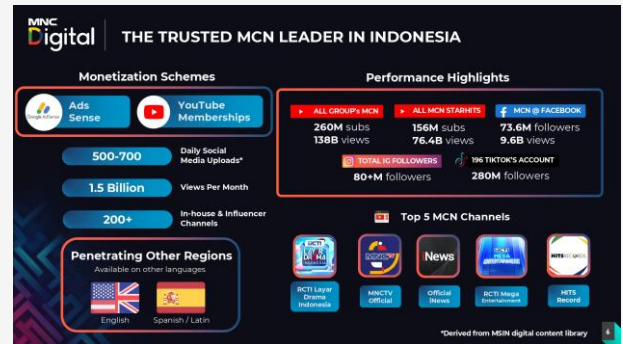 MNC
Digital
THE TRUSTED MCN LEADER IN INDONESIA
Monetization Schemes
Google AdSense
Ads
Sense
YouTube
Memberships
500-700
Daily Social
Media Uploads*
1.5 Billion
Views Per Month
200+
In-house & Influencer
Channels
Penetrating Other Regions
Available on other languages
English
Spanish / Latin
Performance Highlights
ALL GROUP's MCN
260M subs
138B views
ALL MCN STARHITS
156M subs
76.4B views
MCN @ FACEBOOK
73.6M followers
9.6B views
TOTAL IG FOLLOWERS
80+M followers
196 TIKTOK's ACCOUNT
280M followers
Top 5 MCN Channels
RCTI Layar
Drama
Indonesia
MNCTV
Official
News
Official
iNews
RCTI Mega
Entertainment
HITS RECORDS
HITS
Record
*Derived from MSIN digital content library
6